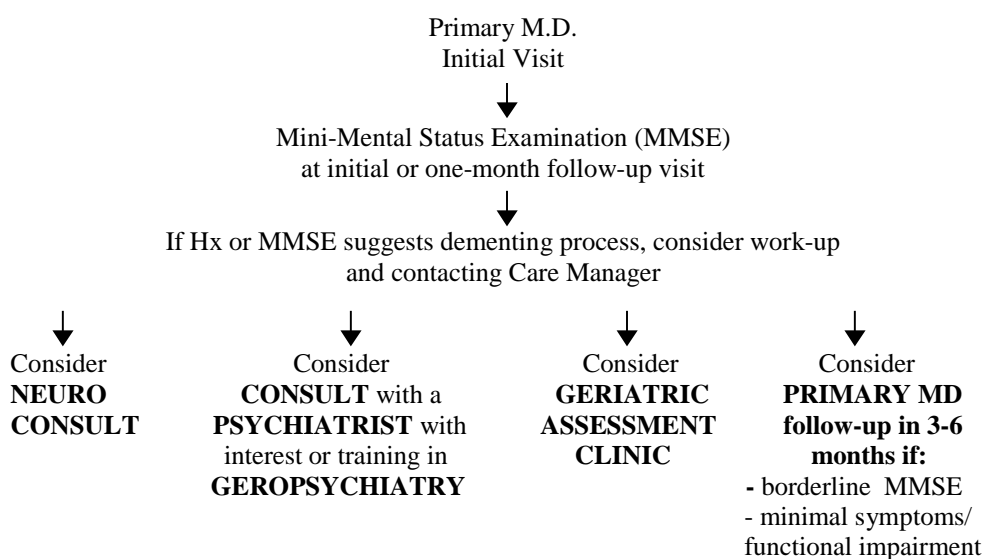 Primary M.D.
Initial Visit
Mini-Mental Status Examination (MMSE)
at initial or one-month follow-up visit
If Hx or MMSE suggests dementing process, consider work-up
and contacting Care Manager
Consider
NEURO
CONSULT
Consider
CONSULT with a
PSYCHIATRIST with
interest or training in
GEROPSYCHIATRY
Consider
GERIATRIC
ASSESSMENT
CLINIC
Consider
PRIMARY MD
follow-up in 3-6
months if:
- borderline MMSE
- minimal symptoms/
functional impairment